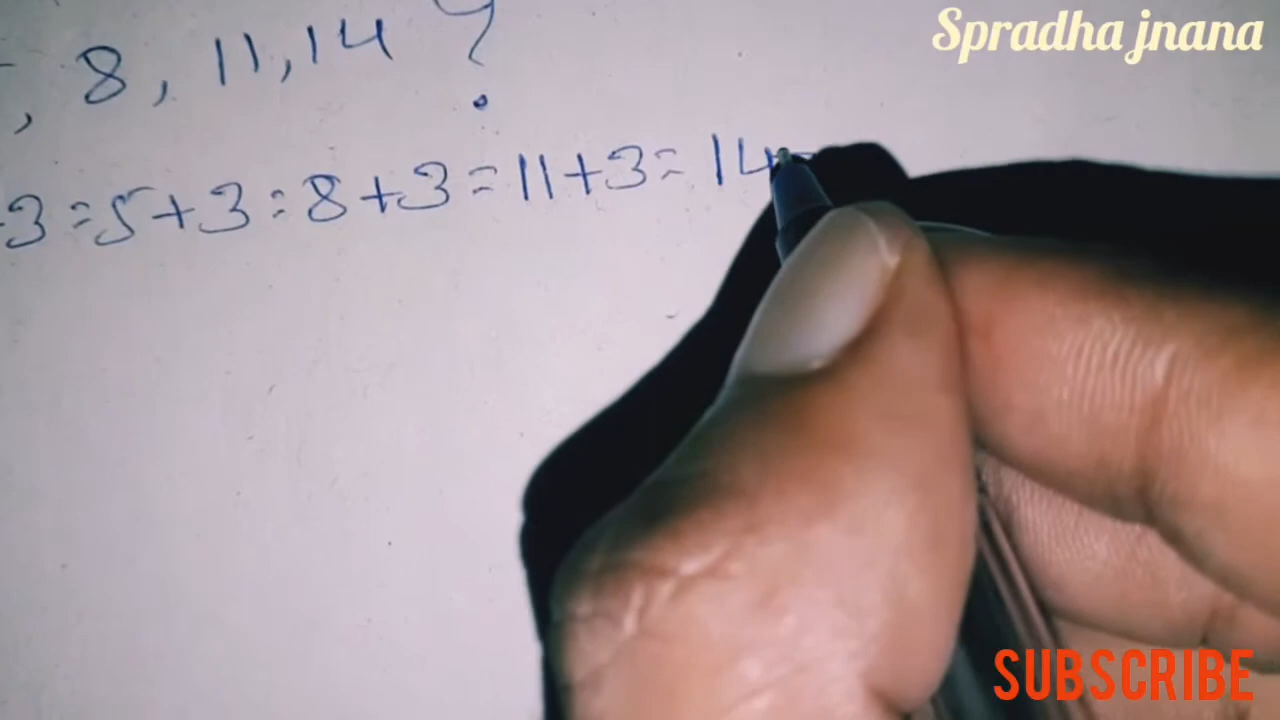 Spradha jnana
, 8, 11, 14 ?
3 = 5 + 3 = 8 + 3 = 11 + 3 = 14
SUBSCRIBE